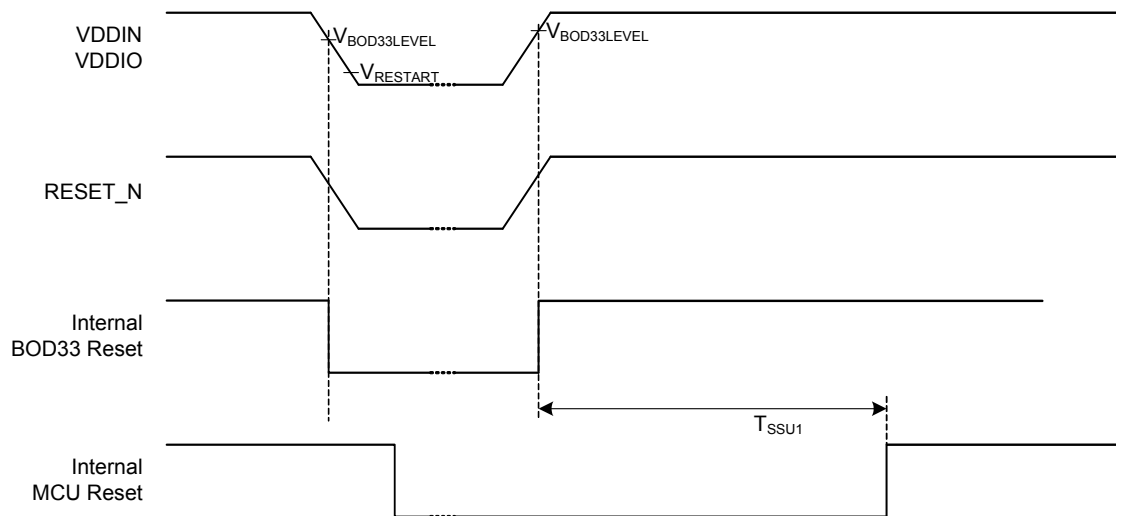 VDDIN
VDDIO
VBOD33LEVEL
VBOD33LEVEL
VRESTART
RESET_N
Internal
BOD33 Reset
TSSU1
Internal
MCU Reset